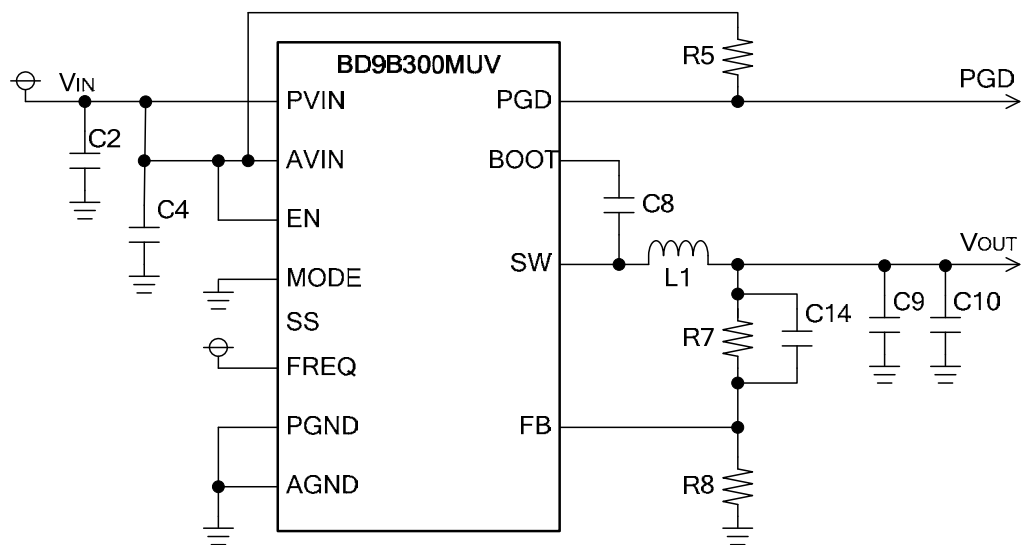 BD9B300MUV
R5
VIN
PVIN
PGD
PGD
C2
AVIN
BOOT
C4
C8
EN
SW
VOUT
MODE
L1
SS
C14
C9
C10
R7
FREQ
PGND
FB
AGND
R8